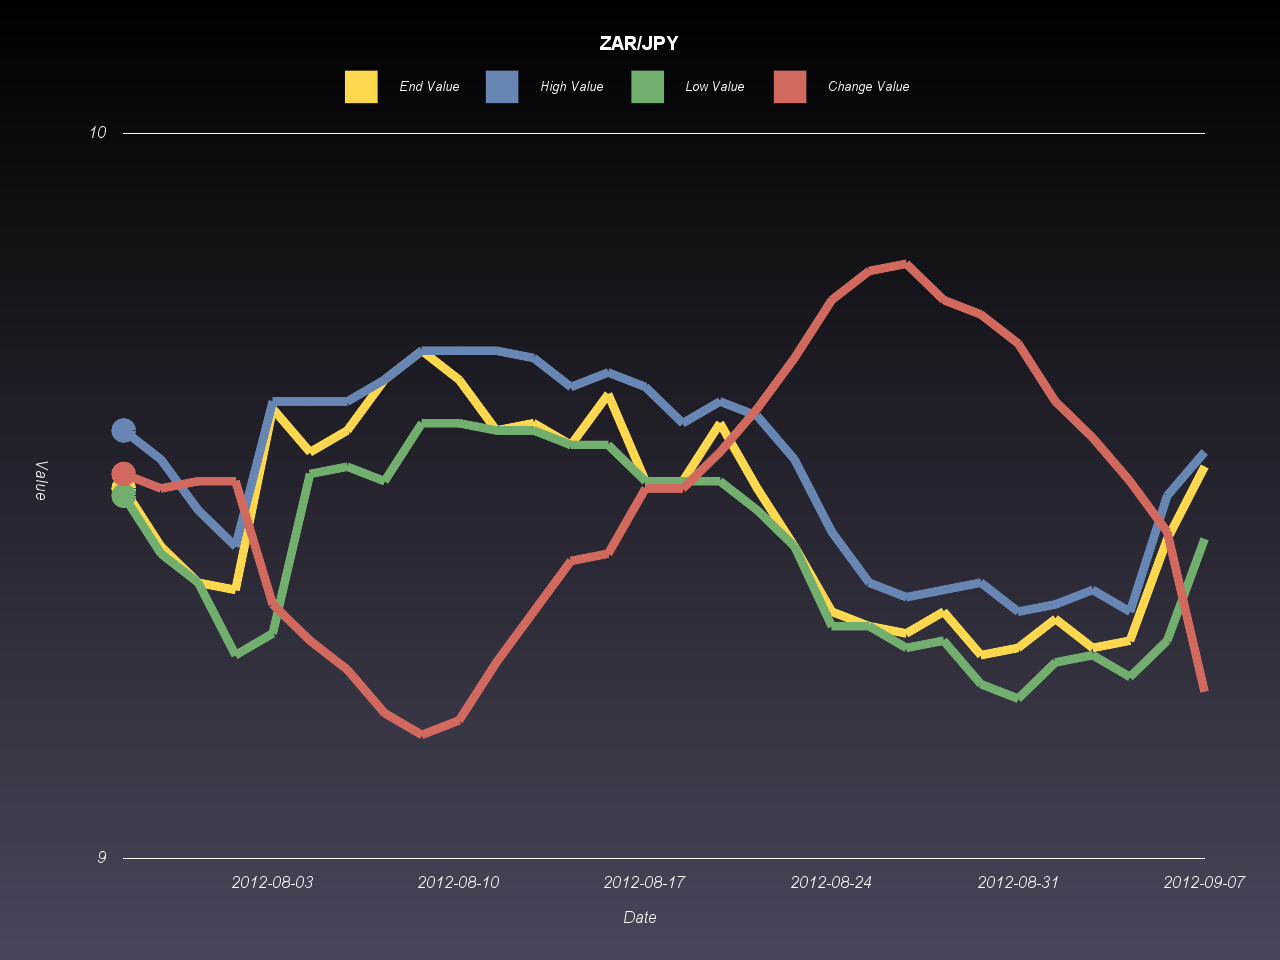 ZAR/JPY
End Value High Value Low Value Change Value
10
Value
9
2012-08-03 2012-08-10 2012-08-17 2012-08-24 2012-08-31 2012-09-07
Date